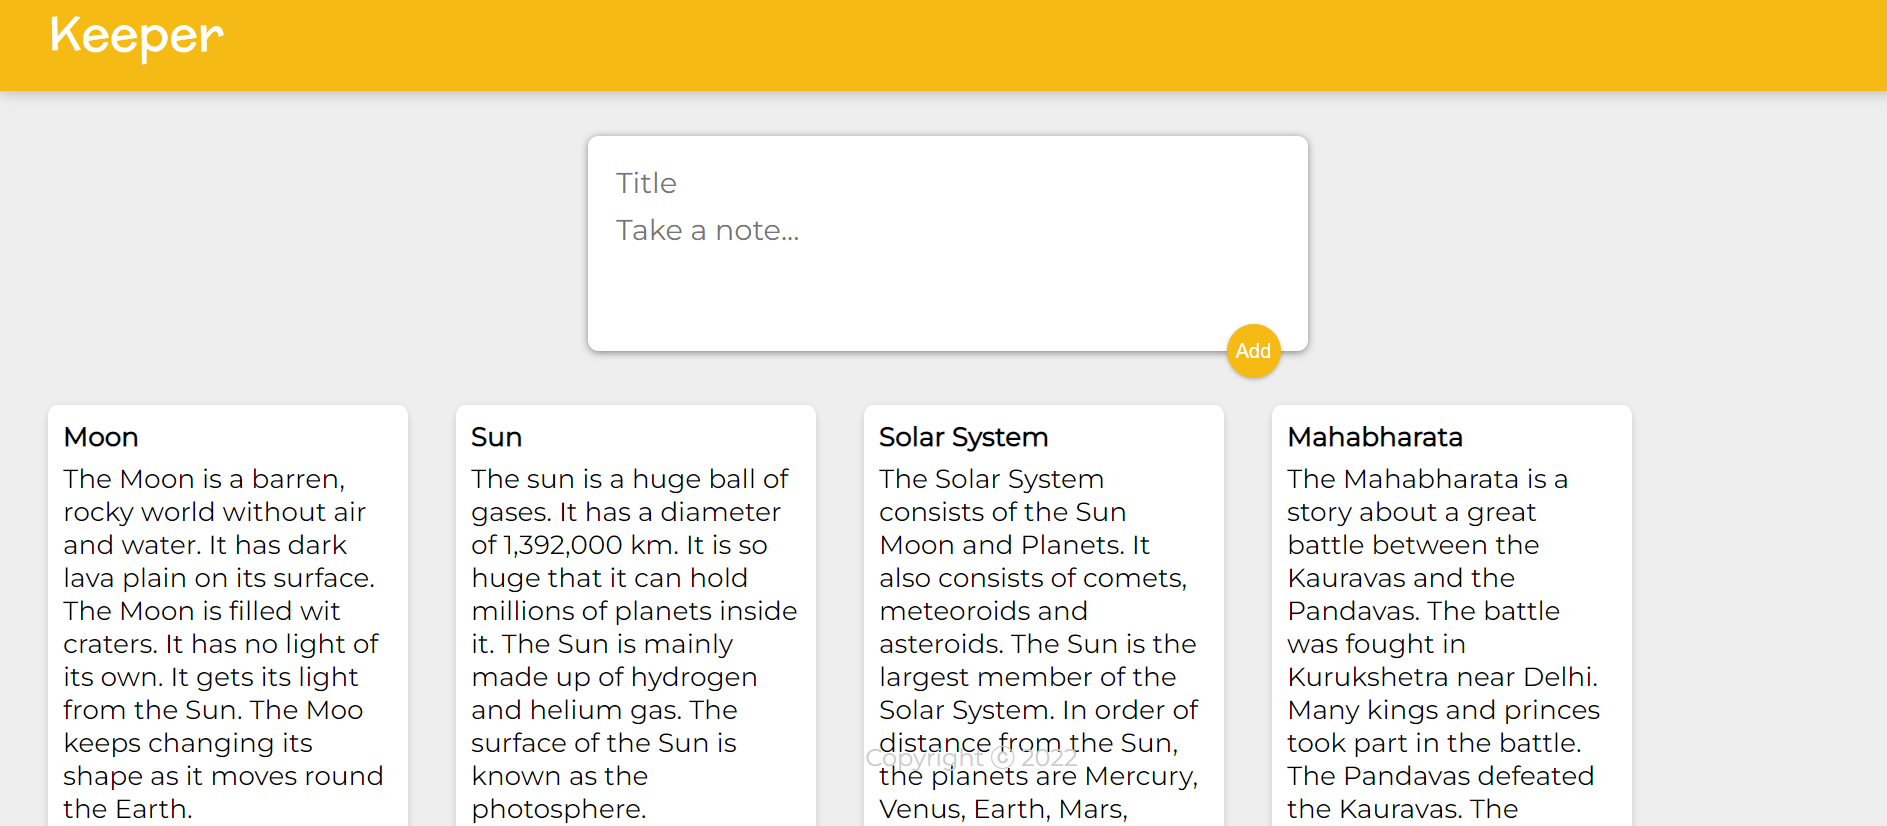 Keeper
Title
Take a note...
Add
Moon
The Moon is a barren,
rocky world without air
and water. It has dark
lava plain on its surface.
The Moon is filled wit
craters. It has no light of
its own. It gets its light
from the Sun. The Moo
keeps changing its
shape as it moves round
the Earth.
Sun
The sun is a huge ball of
gases. It has a diameter
of 1,392,000 km. It is so
huge that it can hold
millions of planets inside
it. The Sun is mainly
made up of hydrogen
and helium gas. The
surface of the Sun is
known as the
photosphere.
Solar System
The Solar System
consists of the Sun
Moon and Planets. It
also consists of comets,
meteoroids and
asteroids. The Sun is the
largest member of the
Solar System. In order of
distance from the Sun,
the planets are Mercury,
Venus, Earth, Mars,
Mahabharata
The Mahabharata is a
story about a great
battle between the
Kauravas and the
Pandavas. The battle
was fought in
Kurukshetra near Delhi.
Many kings and princes
took part in the battle.
The Pandavas defeated
the Kauravas. The
Copyright © 2022